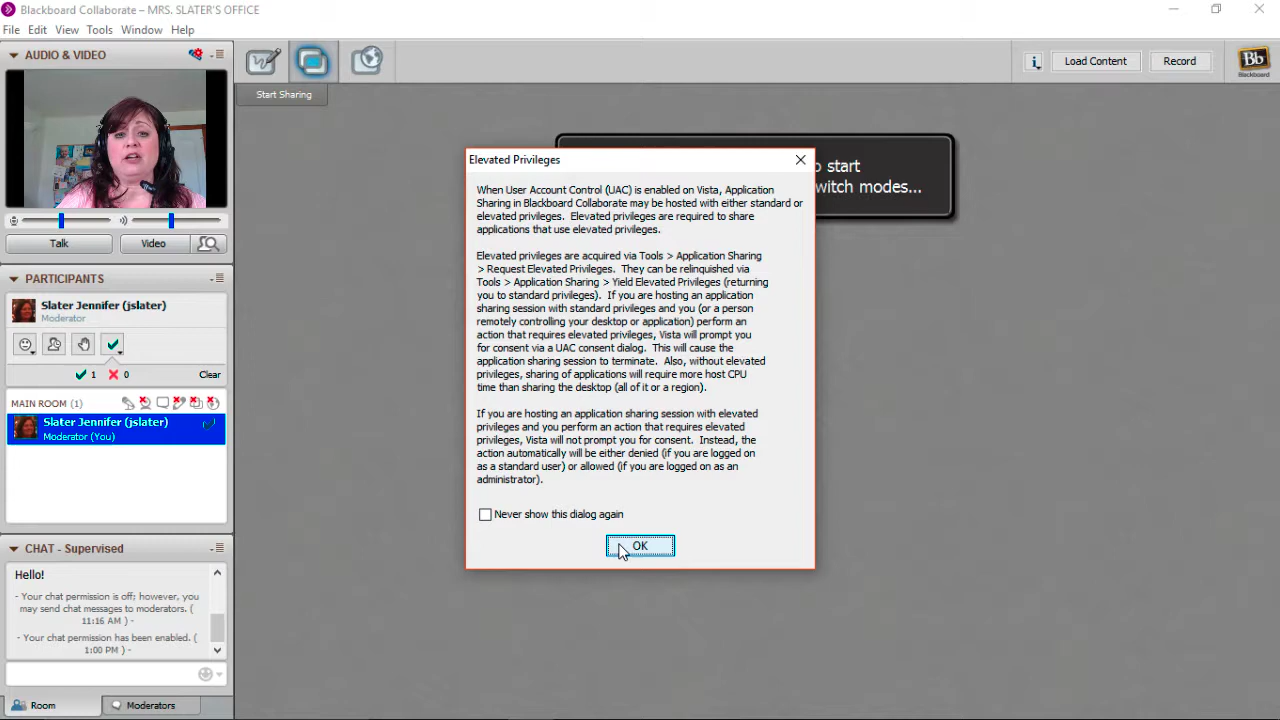 Blackboard Collaborate – MRS. SLATER'S OFFICE
File Edit View Tools Window Help
AUDIO & VIDEO
Talk Video
PARTICIPANTS
Slater Jennifer (jslater)
Moderator
1 0 Clear
MAIN ROOM (1)
Slater Jennifer (jslater)
Moderator (You)
CHAT - Supervised
Hello!
- Your chat permission is off; however, you
may send chat messages to moderators. (
11:16 AM ) -
- Your chat permission has been enabled. (
1:00 PM ) -
Room Moderators
Start Sharing
i Load Content Record
Bb
Blackboard
o start
witch modes...
Elevated Privileges
When User Account Control (UAC) is enabled on Vista, Application
Sharing in Blackboard Collaborate may be hosted with either standard or
elevated privileges. Elevated privileges are required to share
applications that use elevated privileges.
Elevated privileges are acquired via Tools > Application Sharing
> Request Elevated Privileges. They can be relinquished via
Tools > Application Sharing > Yield Elevated Privileges (returning
you to standard privileges). If you are hosting an application
sharing session with standard privileges and you (or a person
remotely controlling your desktop or application) perform an
action that requires elevated privileges, Vista will prompt you
for consent via a UAC consent dialog. This will cause the
application sharing session to terminate. Also, without elevated
privileges, sharing of applications will require more host CPU
time than sharing the desktop (all of it or a region).
If you are hosting an application sharing session with elevated
privileges and you perform an action that requires elevated
privileges, Vista will not prompt you for consent. Instead, the
action automatically will be either denied (if you are logged on
as a standard user) or allowed (if you are logged on as an
administrator).
Never show this dialog again
OK